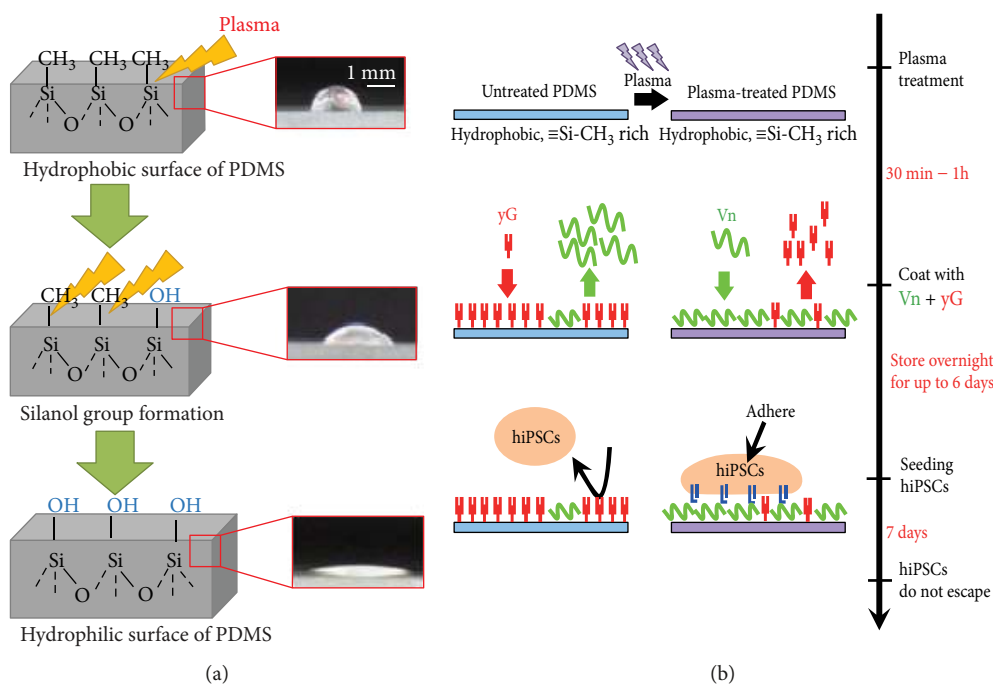 Plasma
CH₃ CH₃ CH₃
Si Si Si
O O
1 mm
Hydrophobic surface of PDMS
CH₃ CH₃ OH
Si Si Si
O O
Silanol group formation
OH OH OH
Si Si Si
O O
Hydrophilic surface of PDMS
(a)
Plasma
Untreated PDMS
Plasma-treated PDMS
Hydrophobic, ≡Si-CH₃ rich
Hydrophobic, ≡Si-CH₃ rich
yG
Vn
hiPSCs
Adhere
hiPSCs
(b)
Plasma
treatment
30 min – 1h
Coat with
Vn + yG
Store overnight
for up to 6 days
Seeding
hiPSCs
7 days
hiPSCs
do not escape